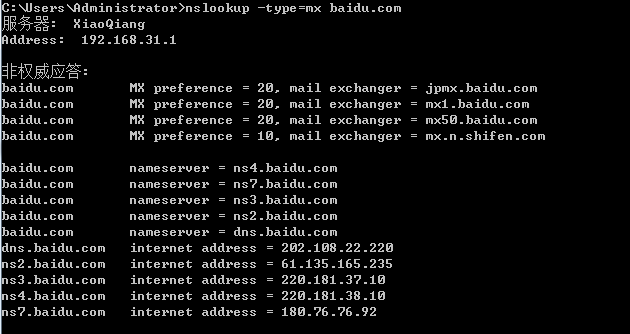 C:\Users\Administrator>nslookup -type=mx baidu.com
服务器:  XiaoQiang
Address:  192.168.31.1
非权威应答:
baidu.com       MX preference = 20, mail exchanger = jpmx.baidu.com
baidu.com       MX preference = 20, mail exchanger = mx1.baidu.com
baidu.com       MX preference = 20, mail exchanger = mx50.baidu.com
baidu.com       MX preference = 10, mail exchanger = mx.n.shifen.com
baidu.com       nameserver = ns4.baidu.com
baidu.com       nameserver = ns7.baidu.com
baidu.com       nameserver = ns3.baidu.com
baidu.com       nameserver = ns2.baidu.com
baidu.com       nameserver = dns.baidu.com
dns.baidu.com   internet address = 202.108.22.220
ns2.baidu.com   internet address = 61.135.165.235
ns3.baidu.com   internet address = 220.181.37.10
ns4.baidu.com   internet address = 220.181.38.10
ns7.baidu.com   internet address = 180.76.76.92